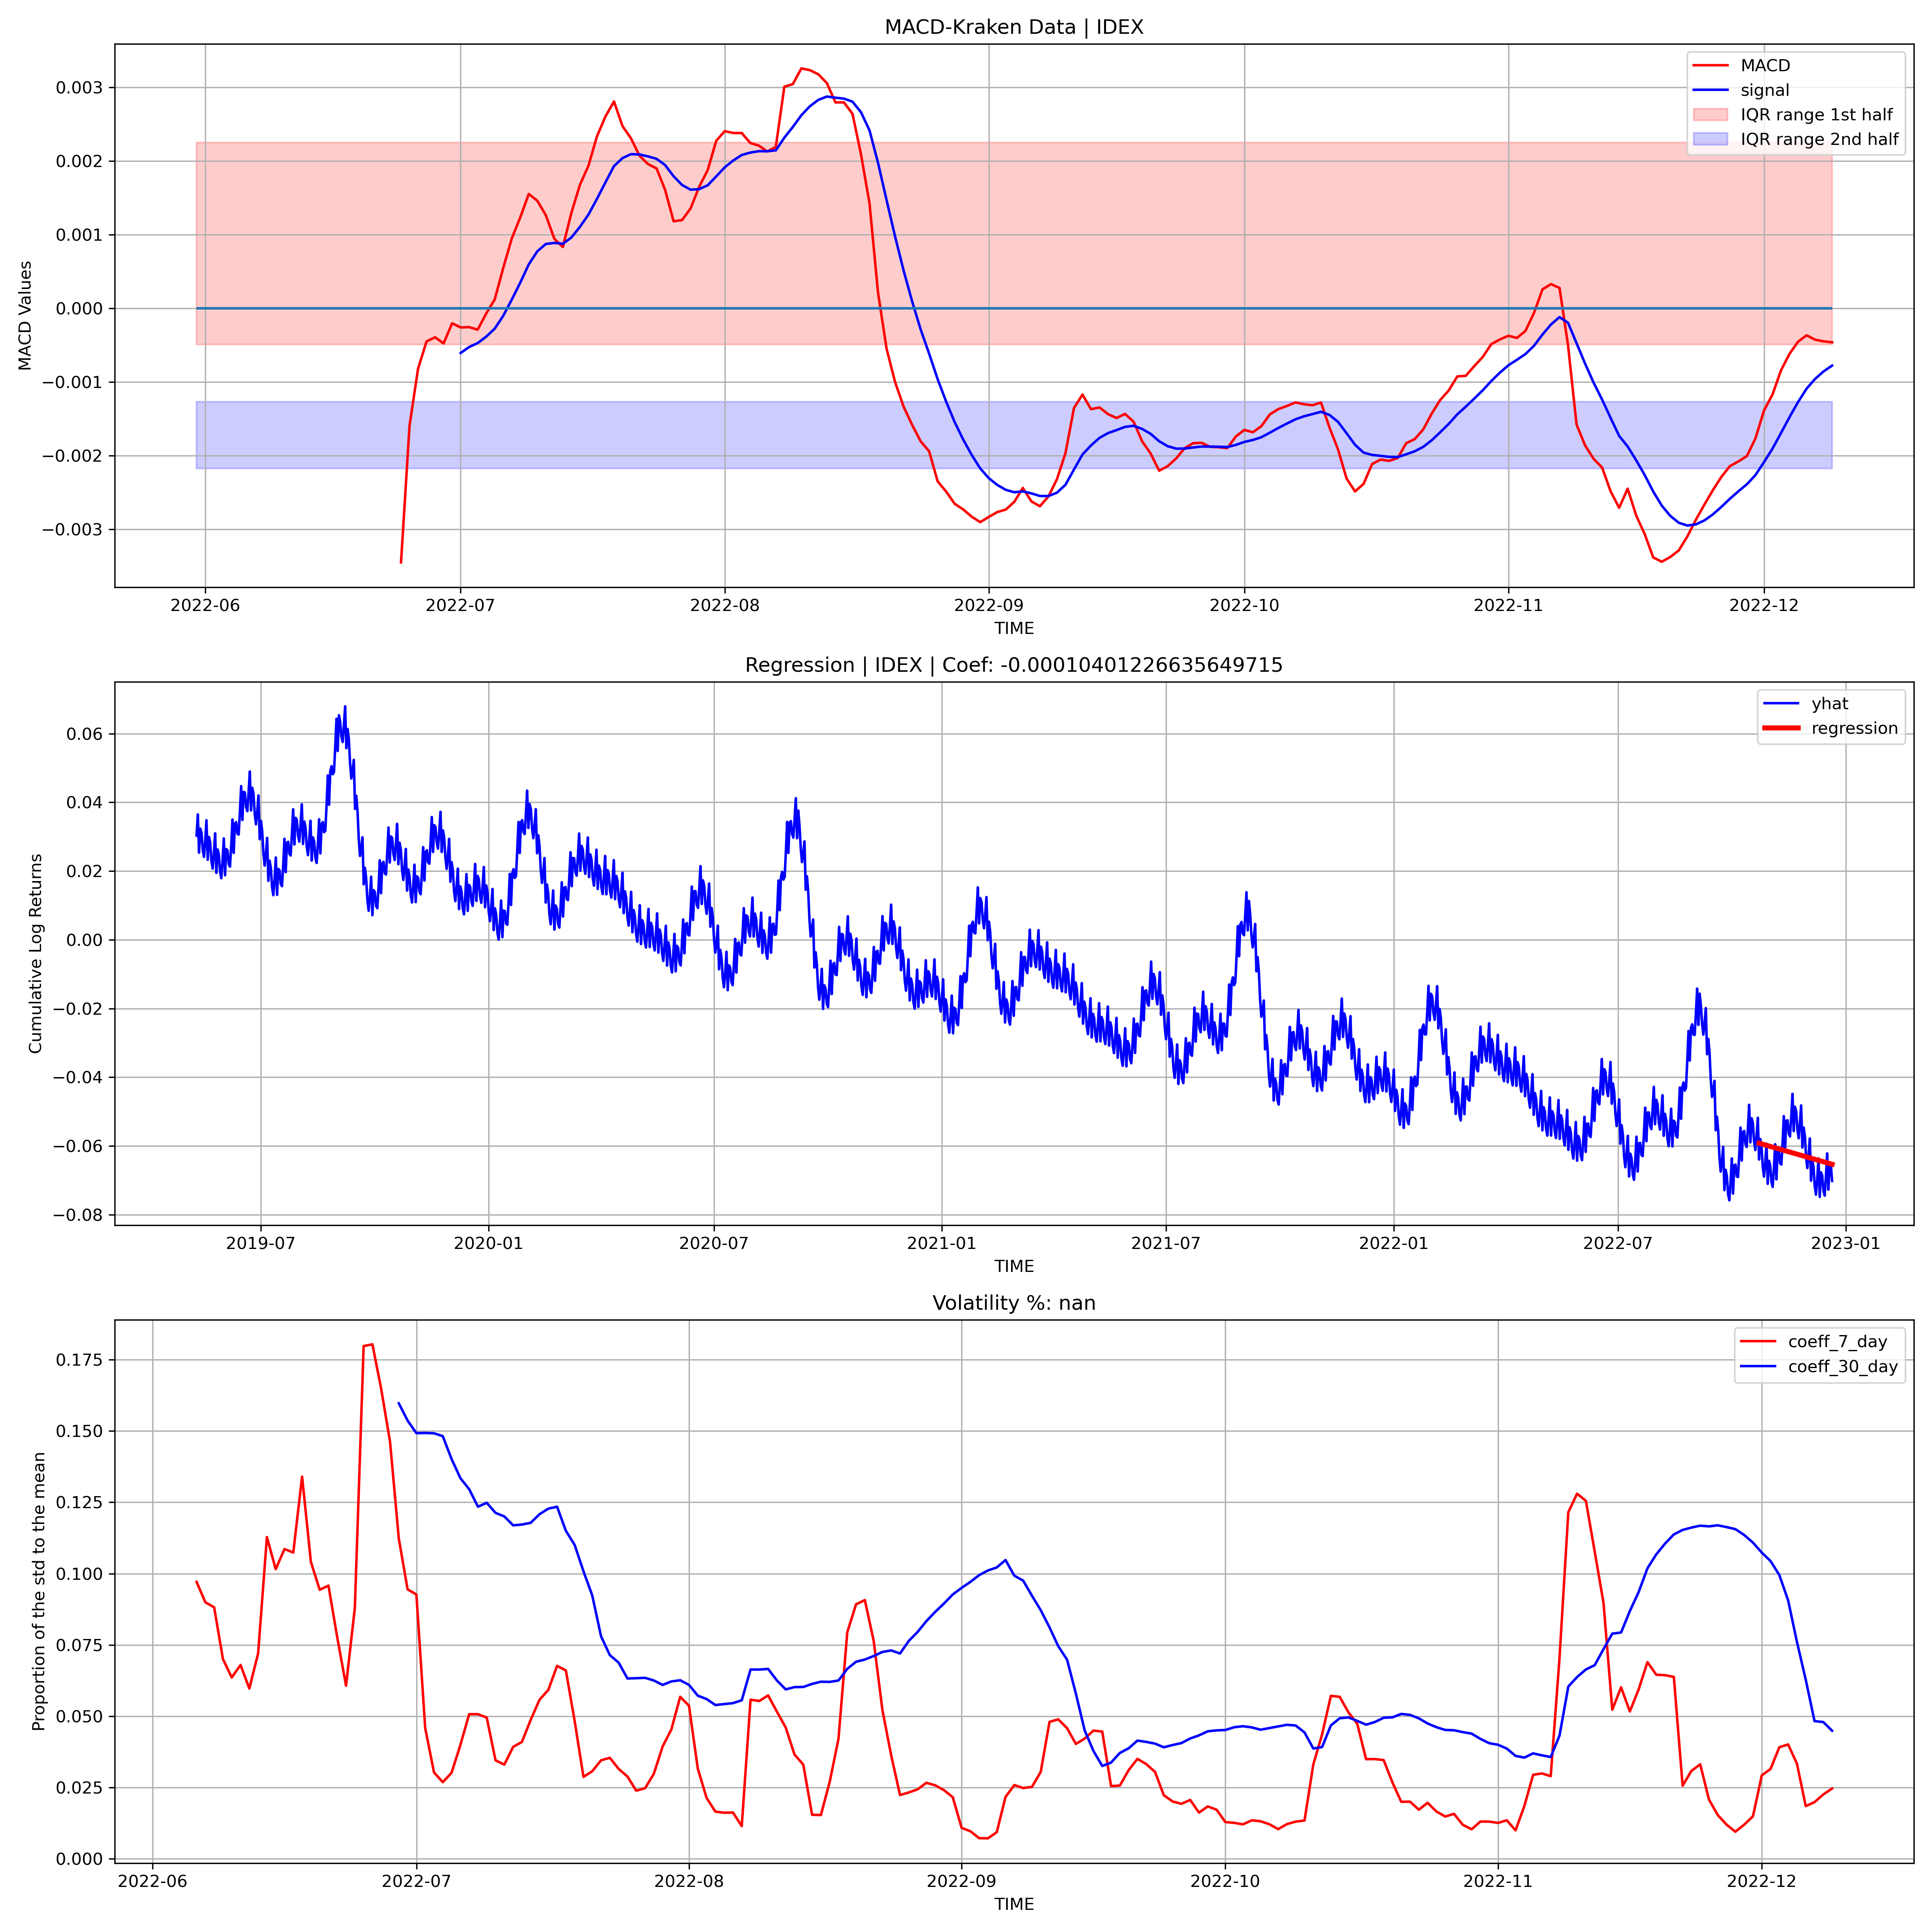 MACD-Kraken Data | IDEX
MACD
signal
IQR range 1st half
IQR range 2nd half
0.003
0.002
0.001
0.000
−0.001
−0.002
−0.003
MACD Values
2022-06 2022-07 2022-08 2022-09 2022-10 2022-11 2022-12
TIME
Regression | IDEX | Coef: -0.00010401226635649715
yhat
regression
0.06
0.04
0.02
0.00
−0.02
−0.04
−0.06
−0.08
Cumulative Log Returns
2019-07 2020-01 2020-07 2021-01 2021-07 2022-01 2022-07 2023-01
TIME
Volatility %: nan
coeff_7_day
coeff_30_day
0.175
0.150
0.125
0.100
0.075
0.050
0.025
0.000
Proportion of the std to the mean
2022-06 2022-07 2022-08 2022-09 2022-10 2022-11 2022-12
TIME